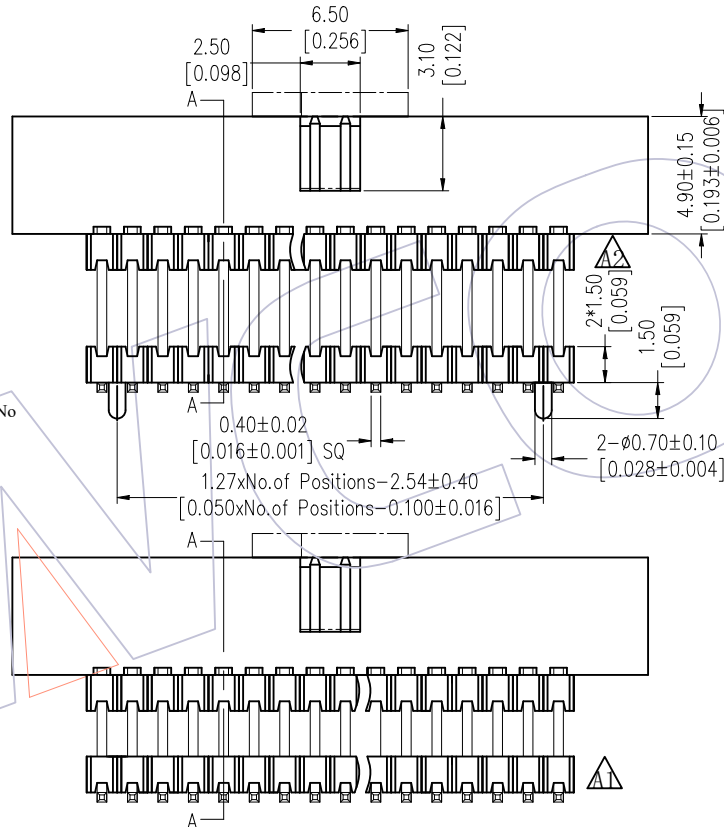 6.50
[0.256]
2.50
[0.098]
3.10
[0.122]
A
4.90±0.15
[0.193±0.006]
A2
2*1.50
[0.059]
1.50
[0.059]
No
A
0.40±0.02
[0.016±0.001] SQ
2-ø0.70±0.10
[0.028±0.004]
1.27xNo.of Positions-2.54±0.40
[0.050xNo.of Positions-0.100±0.016]
A
A1
A